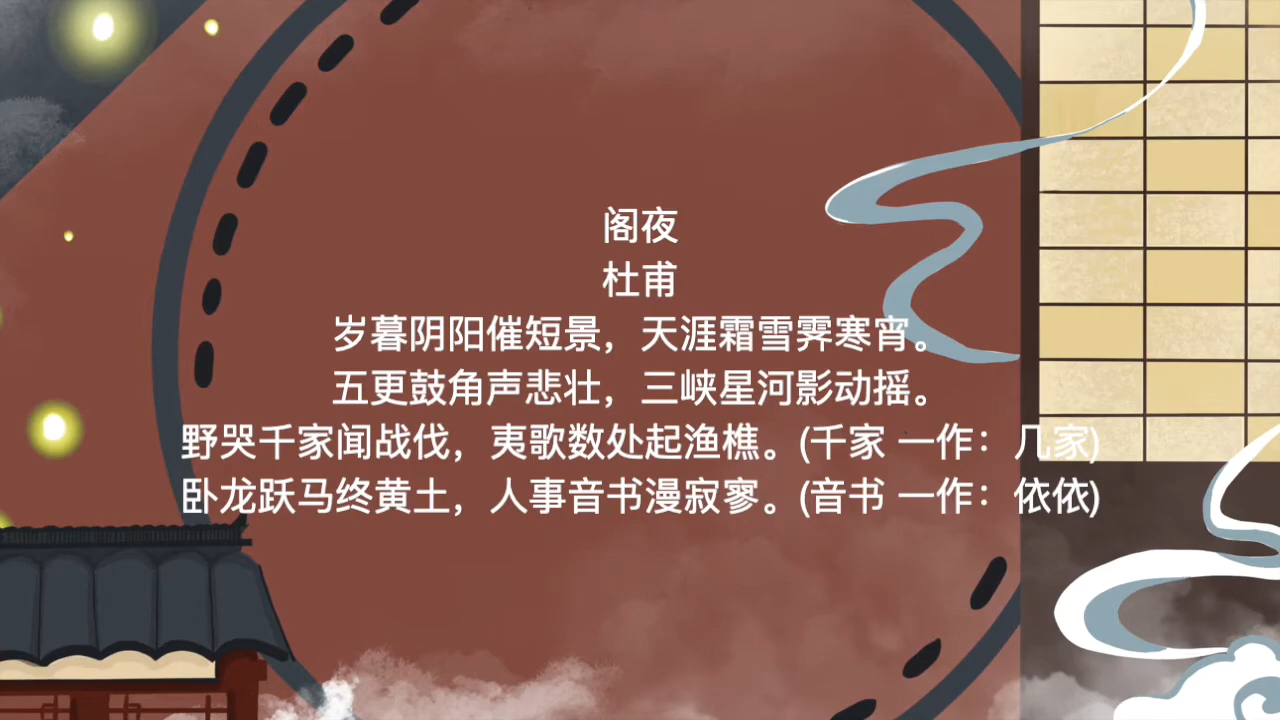 阁夜
杜甫
岁暮阴阳催短景，天涯霜雪霁寒宵。
五更鼓角声悲壮，三峡星河影动摇。
野哭千家闻战伐，夷歌数处起渔樵。(千家 一作：几家)
卧龙跃马终黄土，人事音书漫寂寥。(音书 一作：依依)